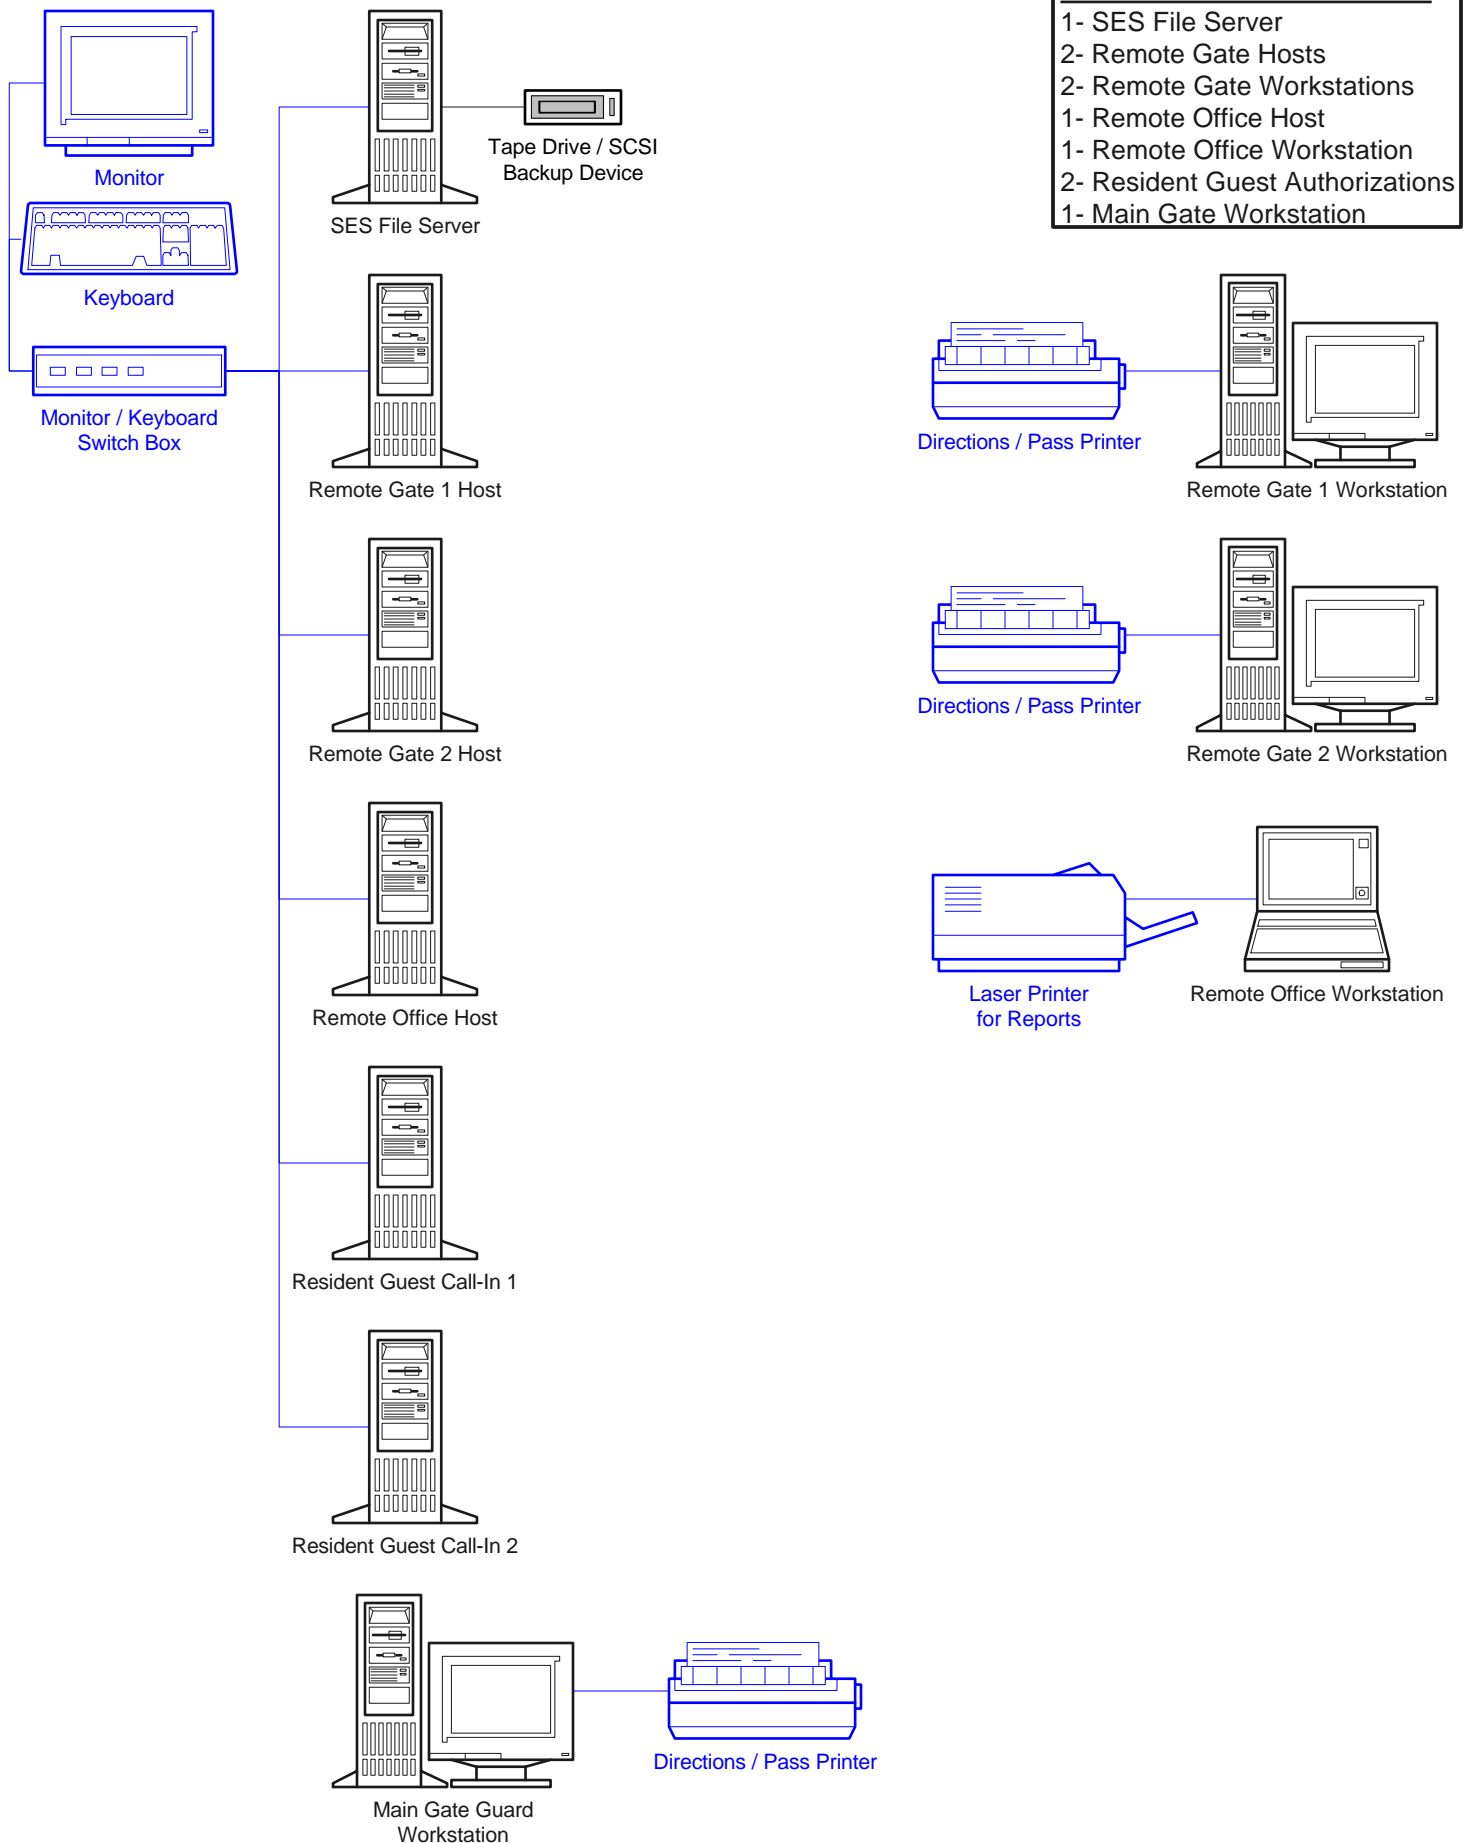 1- SES File Server
2- Remote Gate Hosts
2- Remote Gate Workstations
1- Remote Office Host
1- Remote Office Workstation
2- Resident Guest Authorizations
1- Main Gate Workstation
Monitor
Tape Drive / SCSI
Backup Device
SES File Server
Keyboard
Monitor / Keyboard
Switch Box
Remote Gate 1 Host
Directions / Pass Printer
Remote Gate 1 Workstation
Remote Gate 2 Host
Directions / Pass Printer
Remote Gate 2 Workstation
Remote Office Host
Laser Printer
for Reports
Remote Office Workstation
Resident Guest Call-In 1
Resident Guest Call-In 2
Main Gate Guard
Workstation
Directions / Pass Printer